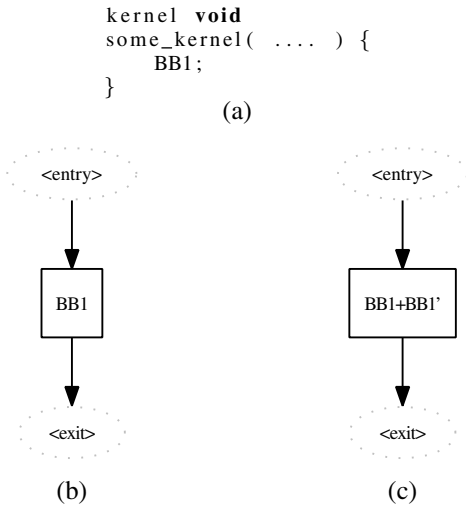 kernel void
some_kernel( .... ) {
BB1;
}
(a)
<entry>
<entry>
BB1
BB1+BB1’
<exit>
<exit>
(b)
(c)